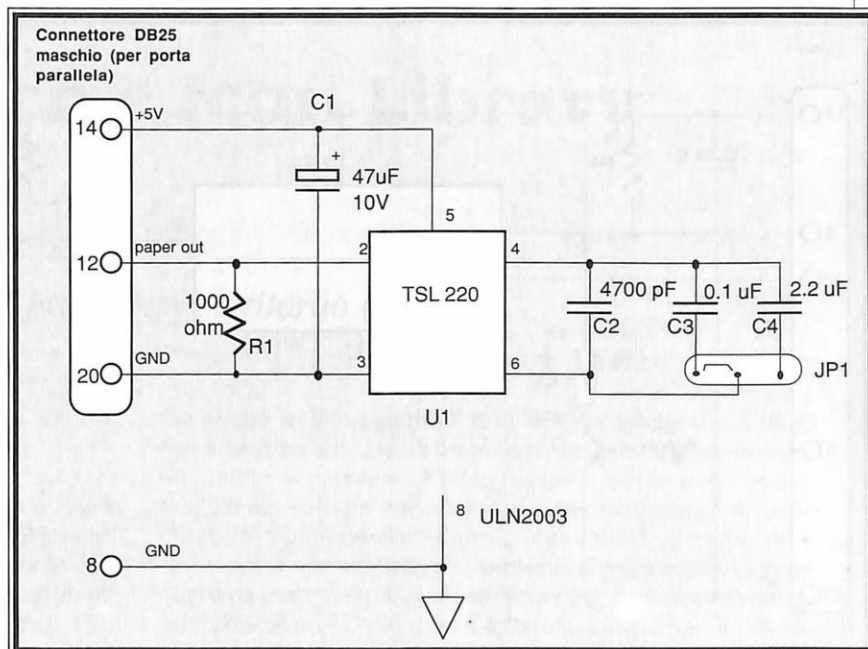 Connettore DB25
maschio (per porta
parallela)
C1
14
+5V
+
47uF
10V
5
12
paper out
2
4
TSL 220
1000
ohm
R1
4700 pF
0.1 uF
2.2 uF
C2
C3
C4
20
GND
3
6
JP1
U1
8
ULN2003
8
GND